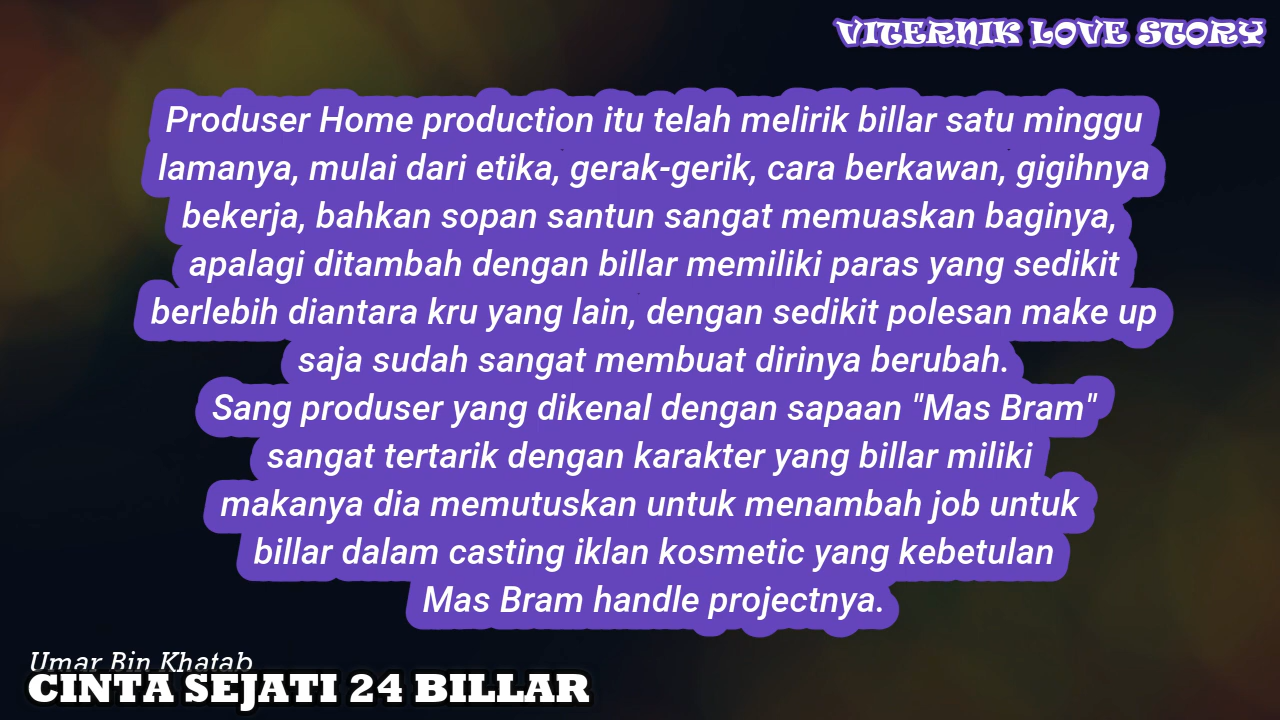 VITERNIK LOVE STORY
Produser Home production itu telah melirik billar satu minggu
lamanya, mulai dari etika, gerak-gerik, cara berkawan, gigihnya
bekerja, bahkan sopan santun sangat memuaskan baginya,
apalagi ditambah dengan billar memiliki paras yang sedikit
berlebih diantara kru yang lain, dengan sedikit polesan make up
saja sudah sangat membuat dirinya berubah.
Sang produser yang dikenal dengan sapaan "Mas Bram"
sangat tertarik dengan karakter yang billar miliki
makanya dia memutuskan untuk menambah job untuk
billar dalam casting iklan kosmetic yang kebetulan
Mas Bram handle projectnya.
Umar Bin Khatab
CINTA SEJATI 24 BILLAR